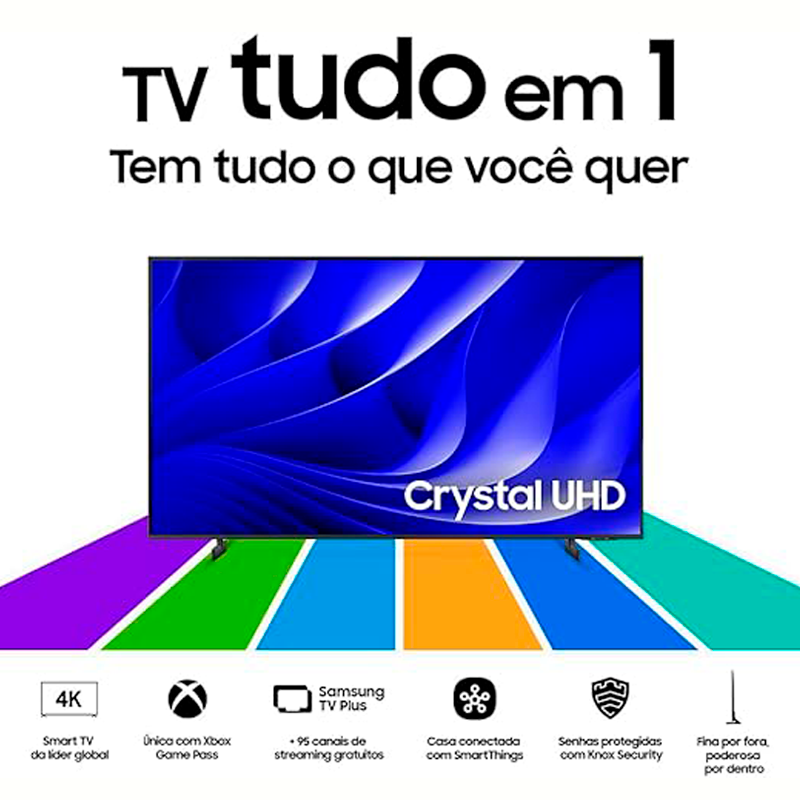 TV tudo em 1
Tem tudo o que você quer
Crystal UHD
4K
Smart TV
da líder global
Única com Xbox
Game Pass
Samsung
TV Plus
+ 95 canais de
streaming gratuitos
Casa conectada
com SmartThings
Senhas protegidas
com Knox Security
Fina por fora,
poderosa
por dentro